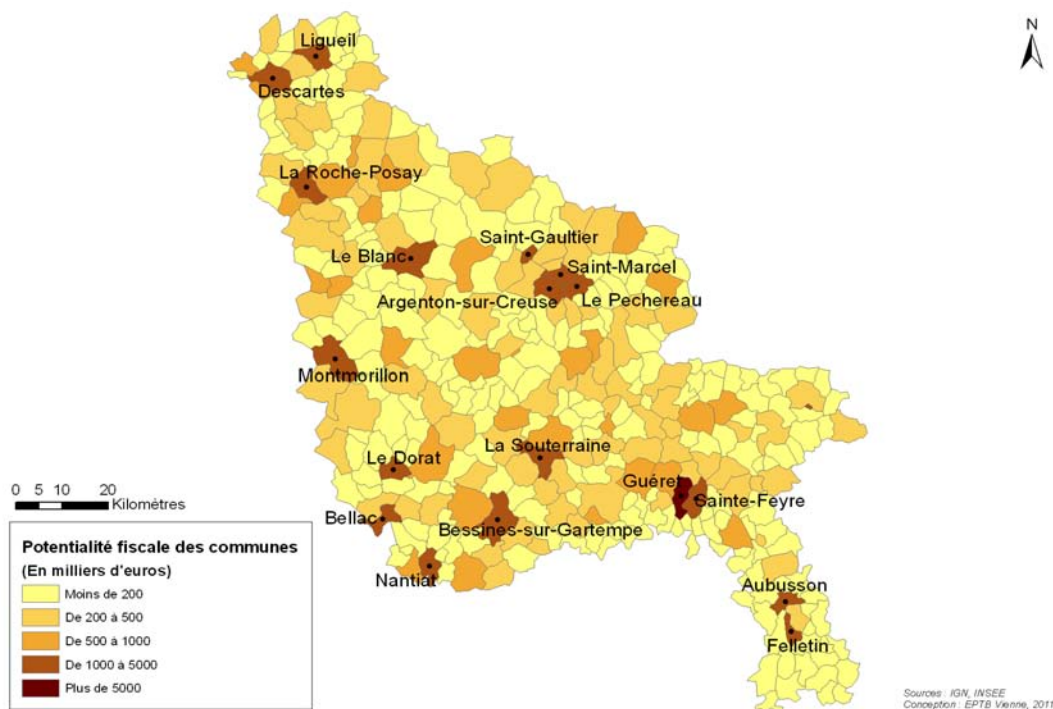 Ligueil
N
Descartes
La Roche-Posay
Saint-Gaultier
Le Blanc
Saint-Marcel
Argenton-sur-Creuse
Le Pechereau
Montmorillon
La Souterraine
Le Dorat
Guéret
Sainte-Feyre
0 5 10 20
Kilomètres
Bellac
Bessines-sur-Gartempe
Nantiat
Aubusson
Felletin
Potentialité fiscale des communes
(En milliers d'euros)
Moins de 200
De 200 à 500
De 500 à 1000
De 1000 à 5000
Plus de 5000
Sources : IGN, INSEE
Conception : EPTB Vienne, 2011